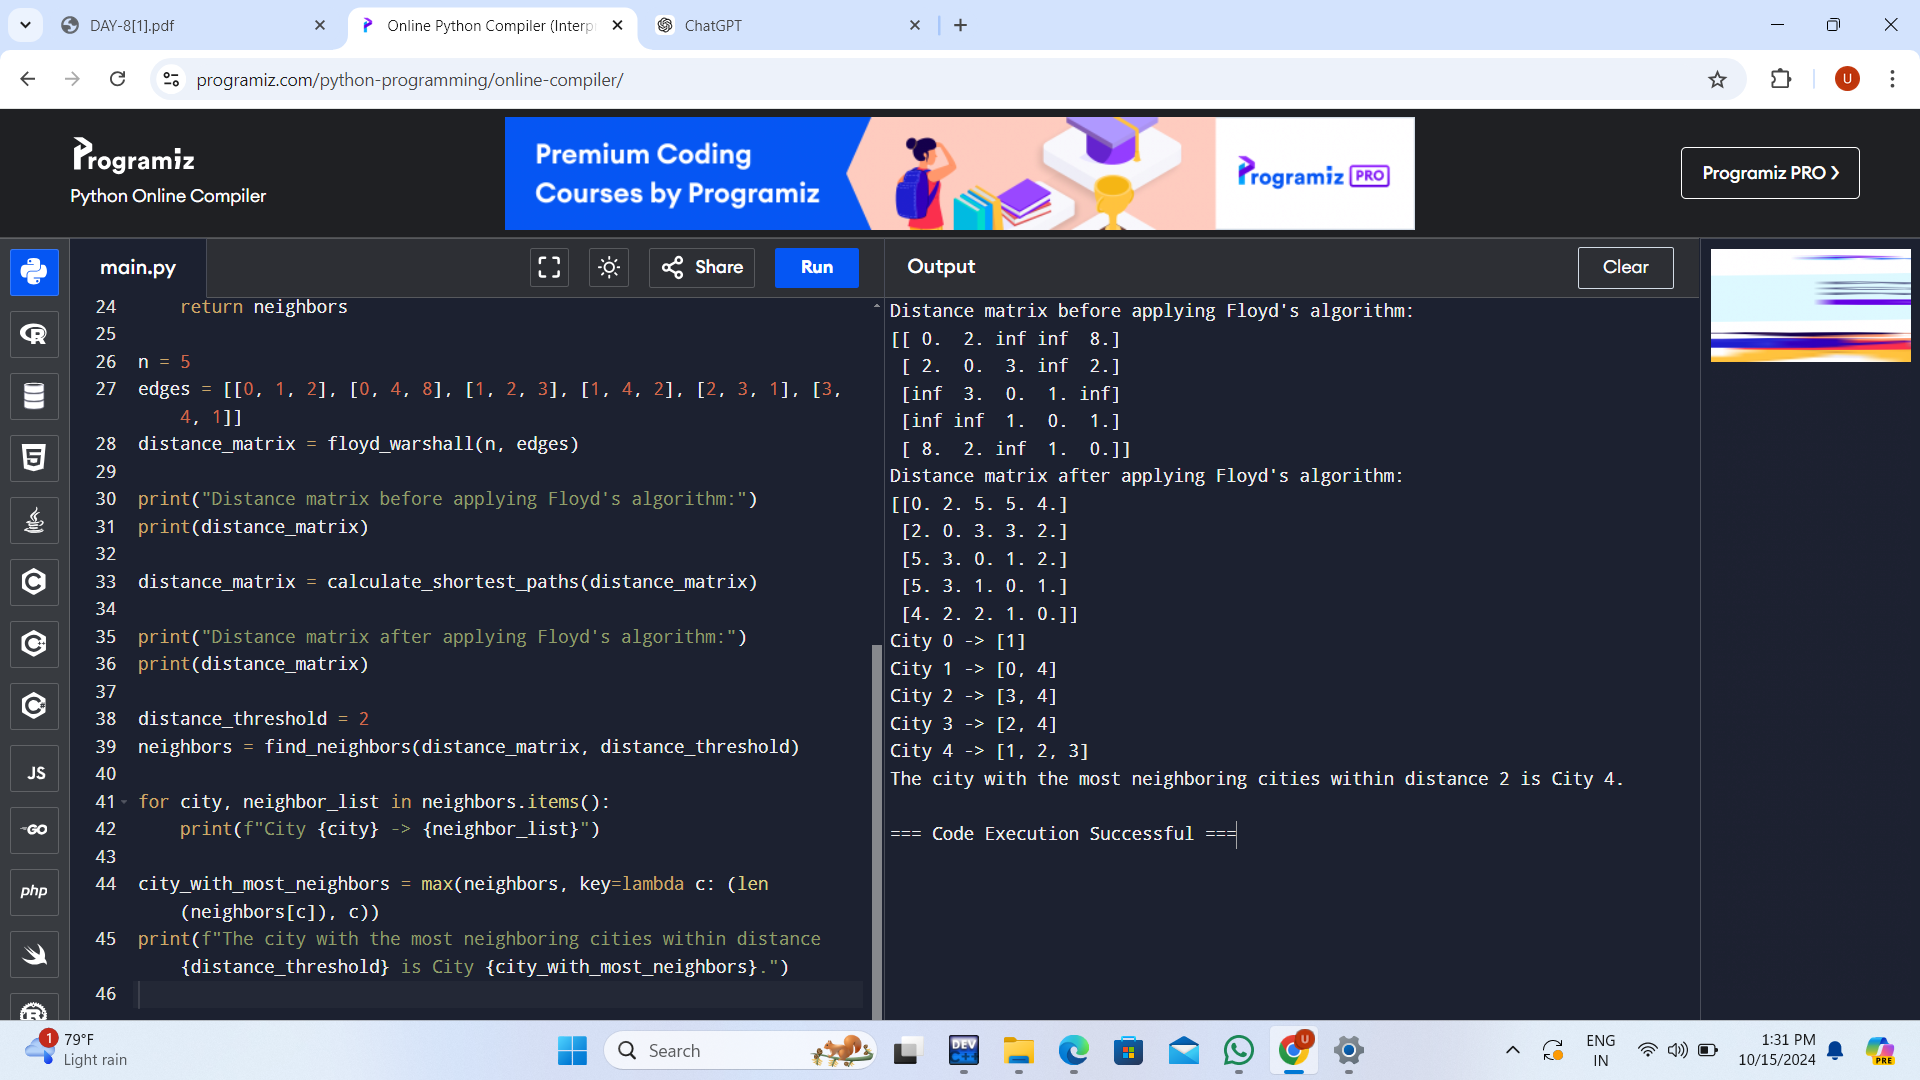 DAY-8[1].pdf
Online Python Compiler (Interp
ChatGPT
programiz.com/python-programming/online-compiler/
U
Programiz
Python Online Compiler
Premium Coding
Courses by Programiz
Programiz PRO
Programiz PRO
main.py
Share
Run
Output
Clear
24 return neighbors
25
26 n = 5
27 edges = [[0, 1, 2], [0, 4, 8], [1, 2, 3], [1, 4, 2], [2, 3, 1], [3,
4, 1]]
28 distance_matrix = floyd_warshall(n, edges)
29
30 print("Distance matrix before applying Floyd's algorithm:")
31 print(distance_matrix)
32
33 distance_matrix = calculate_shortest_paths(distance_matrix)
34
35 print("Distance matrix after applying Floyd's algorithm:")
36 print(distance_matrix)
37
38 distance_threshold = 2
39 neighbors = find_neighbors(distance_matrix, distance_threshold)
40
41 for city, neighbor_list in neighbors.items():
42 print(f"City {city} -> {neighbor_list}")
43
44 city_with_most_neighbors = max(neighbors, key=lambda c: (len
(neighbors[c]), c))
45 print(f"The city with the most neighboring cities within distance
{distance_threshold} is City {city_with_most_neighbors}.")
46
Distance matrix before applying Floyd's algorithm:
[[ 0. 2. inf inf 8.]
[ 2. 0. 3. inf 2.]
[inf 3. 0. 1. inf]
[inf inf 1. 0. 1.]
[ 8. 2. inf 1. 0.]]
Distance matrix after applying Floyd's algorithm:
[[0. 2. 5. 5. 4.]
[2. 0. 3. 3. 2.]
[5. 3. 0. 1. 2.]
[5. 3. 1. 0. 1.]
[4. 2. 2. 1. 0.]]
City 0 -> [1]
City 1 -> [0, 4]
City 2 -> [3, 4]
City 3 -> [2, 4]
City 4 -> [1, 2, 3]
The city with the most neighboring cities within distance 2 is City 4.
=== Code Execution Successful ===
JS
GO
php
1
79°F
Light rain
Search
DEV
U
ENG
IN
1:31 PM
10/15/2024
PRE